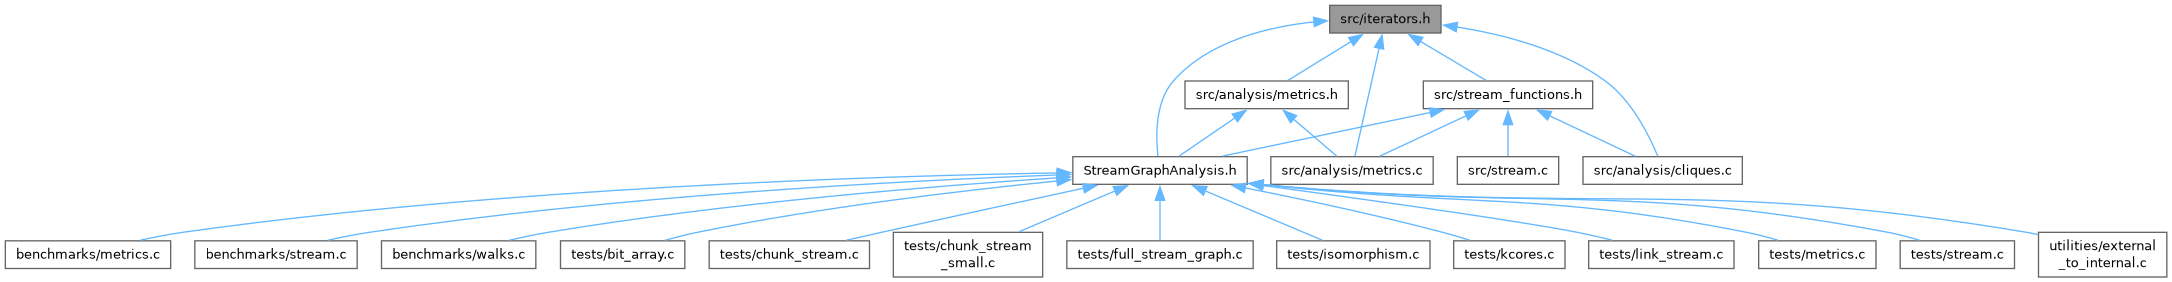 src/iterators.h
src/analysis/metrics.h
src/stream_functions.h
StreamGraphAnalysis.h
src/analysis/metrics.c
src/stream.c
src/analysis/cliques.c
benchmarks/metrics.c
benchmarks/stream.c
benchmarks/walks.c
tests/bit_array.c
tests/chunk_stream.c
tests/chunk_stream
_small.c
tests/full_stream_graph.c
tests/isomorphism.c
tests/kcores.c
tests/link_stream.c
tests/metrics.c
tests/stream.c
utilities/external
_to_internal.c